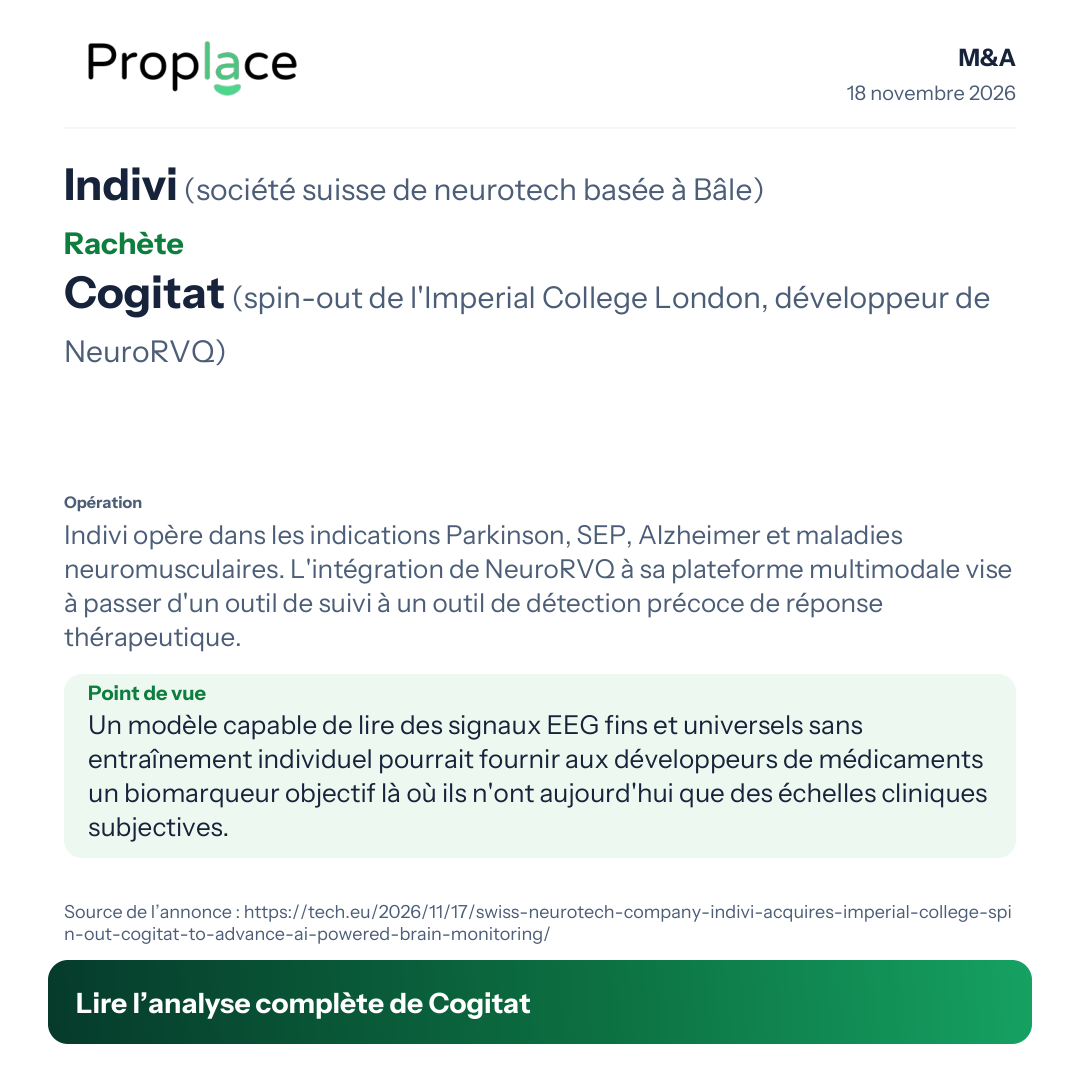 Proplace
M&A
18 novembre 2026
Indivi (société suisse de neurotech basée à Bâle)
Rachète
Cogitat (spin-out de l'Imperial College London, développeur de
NeuroRVQ)
Opération
Indivi opère dans les indications Parkinson, SEP, Alzheimer et maladies
neuromusculaires. L'intégration de NeuroRVQ à sa plateforme multimodale vise
à passer d'un outil de suivi à un outil de détection précoce de réponse
thérapeutique.
Point de vue
Un modèle capable de lire des signaux EEG fins et universels sans
entraînement individuel pourrait fournir aux développeurs de médicaments
un biomarqueur objectif là où ils n'ont aujourd'hui que des échelles cliniques
subjectives.
Source de l’annonce : https://tech.eu/2026/11/17/swiss-neurotech-company-indivi-acquires-imperial-college-spi
n-out-cogitat-to-advance-ai-powered-brain-monitoring/
Lire l’analyse complète de Cogitat